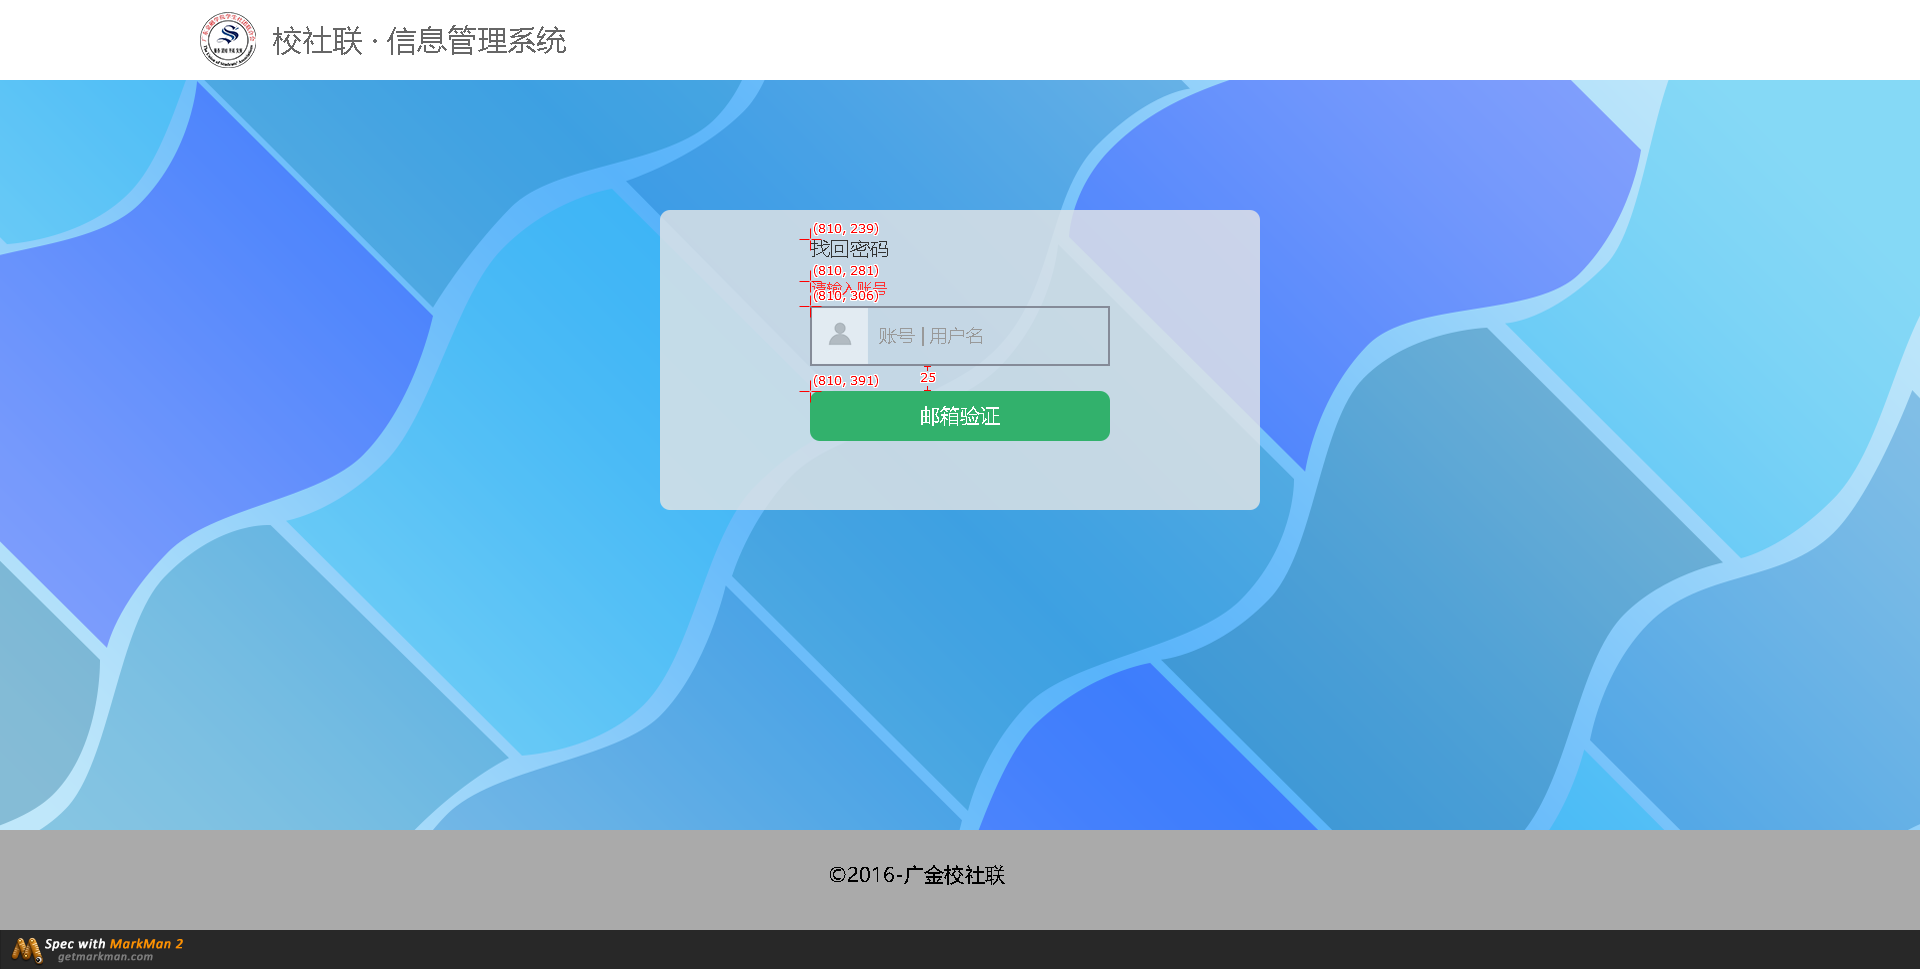 校社联 · 信息管理系统
(810, 239)
找回密码
(810, 281)
请输入账号
(810, 306)
账号 | 用户名
(810, 391)
25
邮箱验证
©2016-广金校社联
Spec with MarkMan 2
getmarkman.com